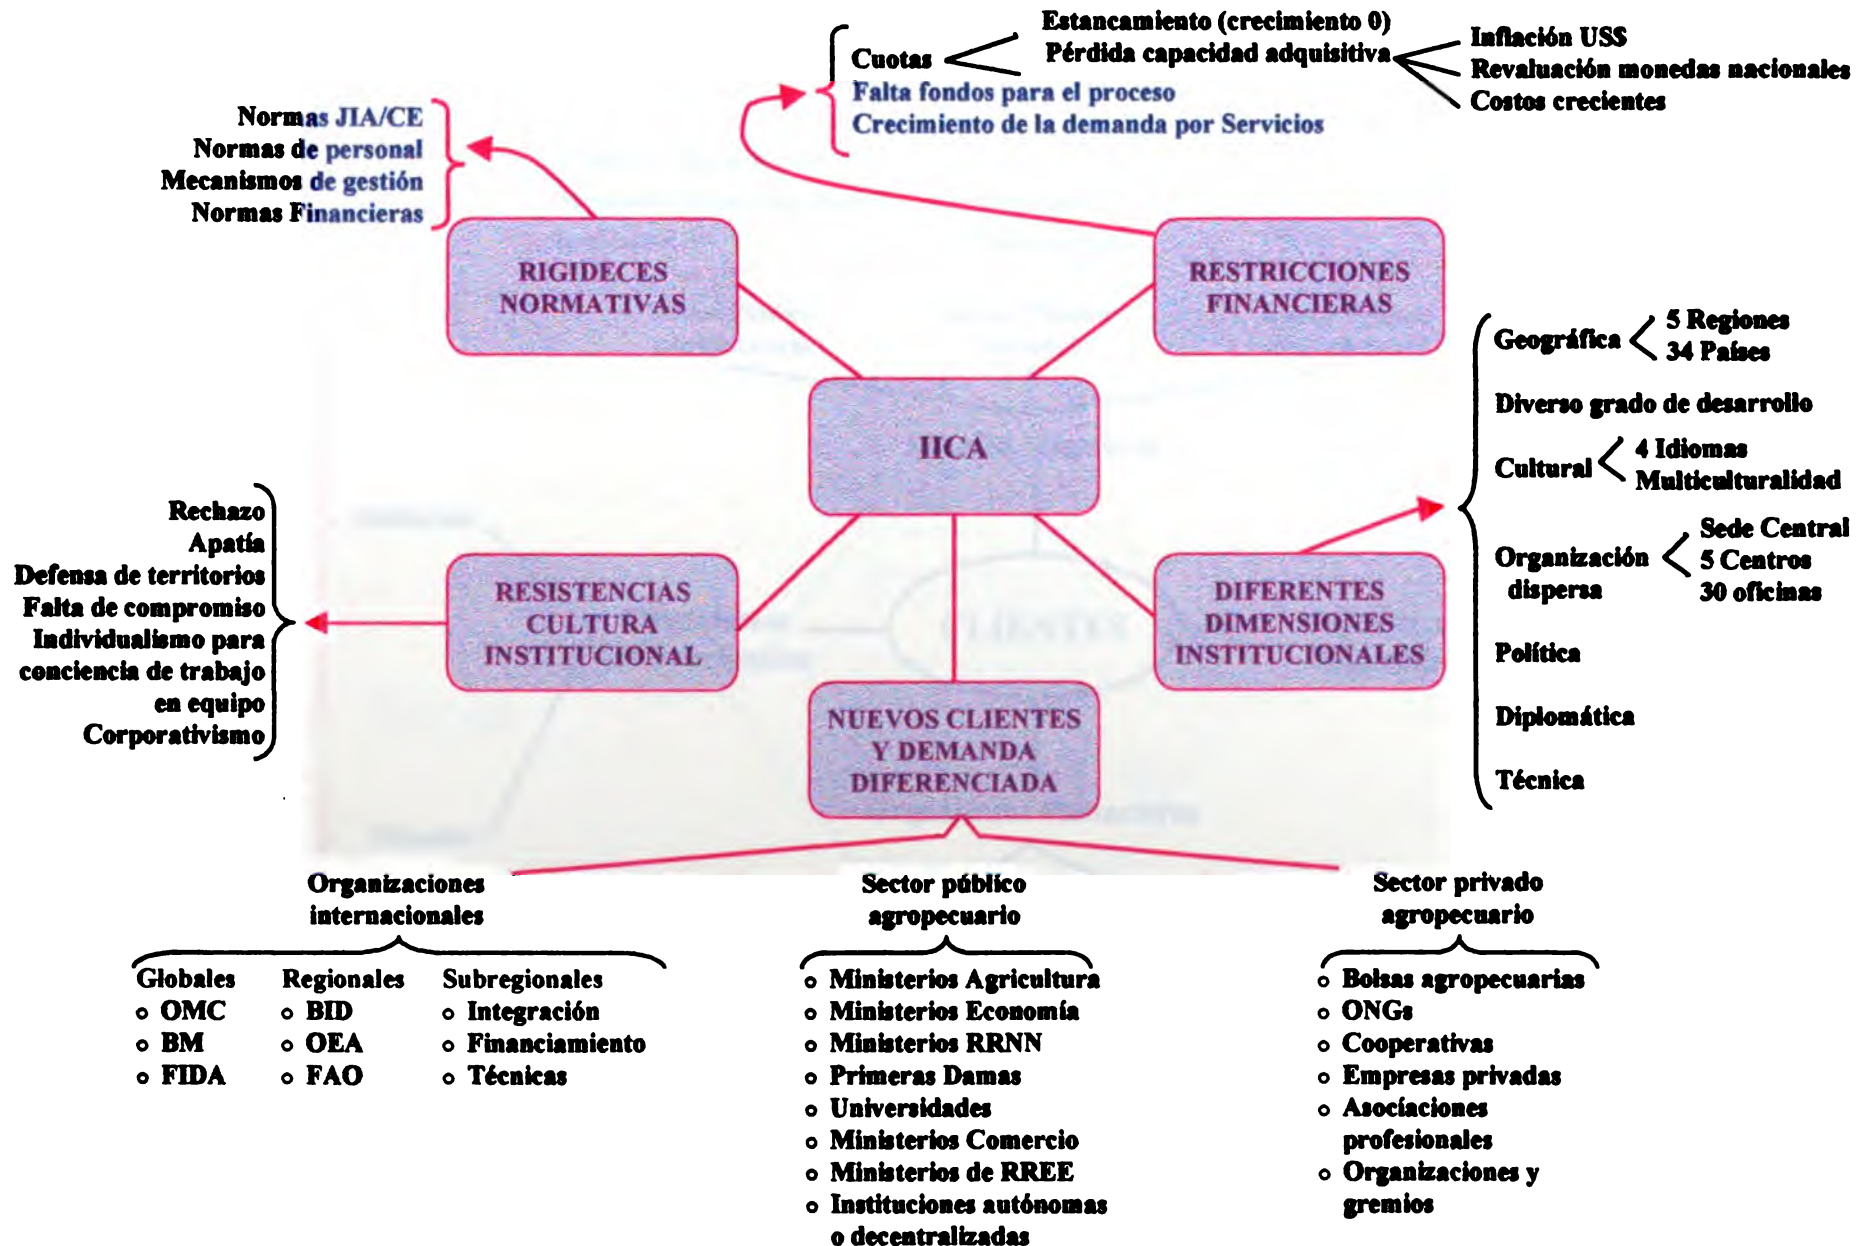 Estancamiento (crecimiento 0)
Cuotas
Pérdida capacidad adquisitiva
Inflación US$
Revaluación monedas nacionales
Costos crecientes
Falta fondos para el proceso
Crecimiento de la demanda por Servicios
Normas JIA/CE
Normas de personal
Mecanismos de gestión
Normas Financieras
RIGIDECES
NORMATIVAS
RESTRICCIONES
FINANCIERAS
IICA
Geográfica
5 Regiones
34 Países
Diverso grado de desarrollo
Cultural
4 Idiomas
Multiculturalidad
Organización
dispersa
Sede Central
5 Centros
30 oficinas
Política
Diplomática
Técnica
Rechazo
Apatía
Defensa de territorios
Falta de compromiso
Individualismo para
conciencia de trabajo
en equipo
Corporativismo
RESISTENCIAS
CULTURA
INSTITUCIONAL
DIFERENTES
DIMENSIONES
INSTITUCIONALES
NUEVOS CLIENTES
Y DEMANDA
DIFERENCIADA
Organizaciones
internacionales
Globales
o OMC
o BM
o FIDA
Regionales
o BID
o OEA
o FAO
Subregionales
o Integración
o Financiamiento
o Técnicas
Sector público
agropecuario
o Ministerios Agricultura
o Ministerios Economía
o Ministerios RRNN
o Primeras Damas
o Universidades
o Ministerios Comercio
o Ministerios de RREE
o Instituciones autónomas
o decentralizadas
Sector privado
agropecuario
o Bolsas agropecuarias
o ONGs
o Cooperativas
o Empresas privadas
o Asociaciones
profesionales
o Organizaciones y
gremios